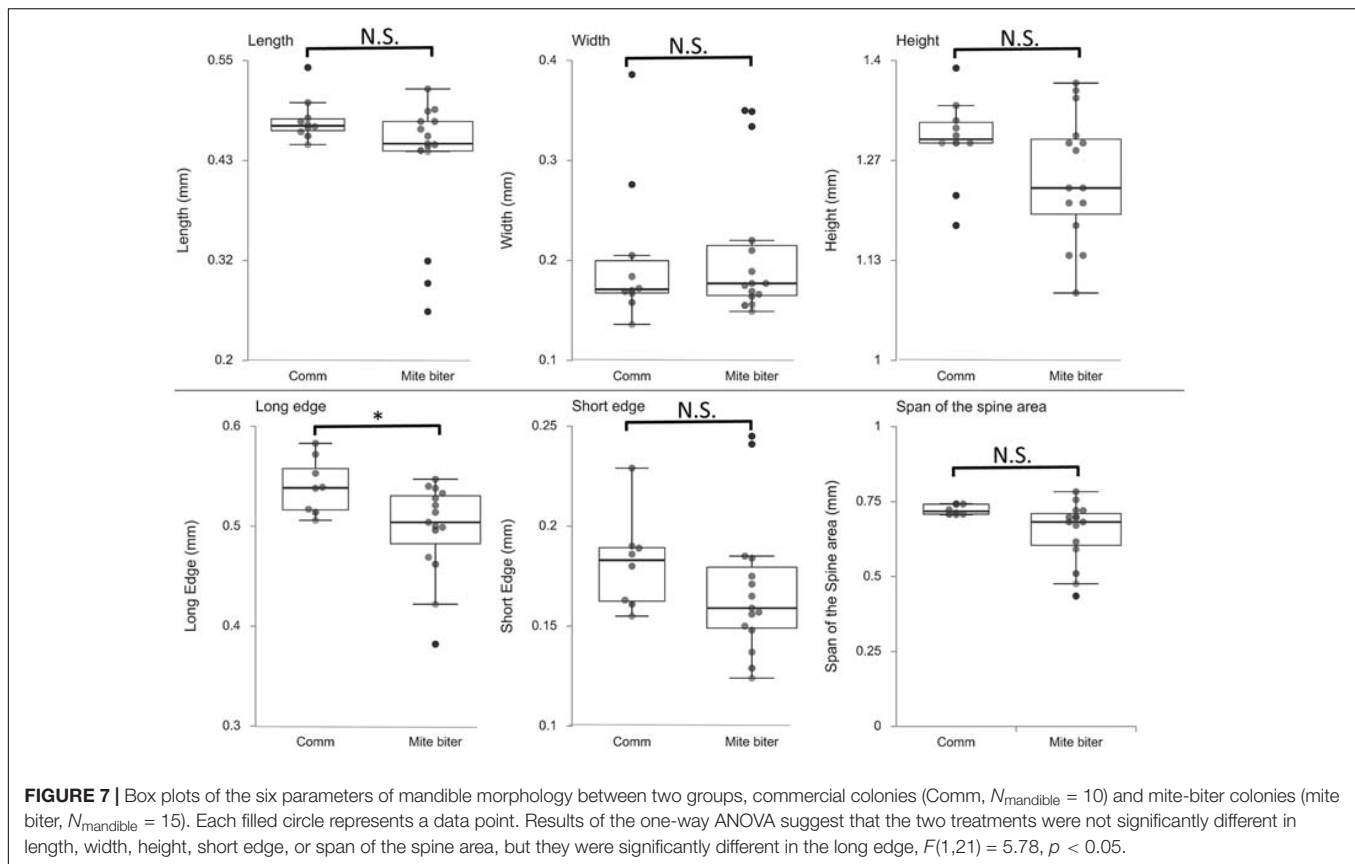 Length
N.S.
0.55
0.43
0.32
0.2
Length (mm)
Comm
Mite biter
Width
N.S.
0.4
0.3
0.2
0.1
Width (mm)
Comm
Mite biter
Height
N.S.
1.4
1.27
1.13
1
Height (mm)
Comm
Mite biter
Long edge
*
0.6
0.5
0.4
0.3
Long Edge (mm)
Comm
Mite biter
Short edge
N.S.
0.25
0.2
0.15
0.1
Short Edge (mm)
Comm
Mite biter
Span of the spine area
N.S.
1
0.75
0.5
0.25
0
Span of the Spine area (mm)
Comm
Mite biter
FIGURE 7 | Box plots of the six parameters of mandible morphology between two groups, commercial colonies (Comm, Nmandible = 10) and mite-biter colonies (mite
biter, Nmandible = 15). Each filled circle represents a data point. Results of the one-way ANOVA suggest that the two treatments were not significantly different in
length, width, height, short edge, or span of the spine area, but they were significantly different in the long edge, F(1,21) = 5.78, p < 0.05.